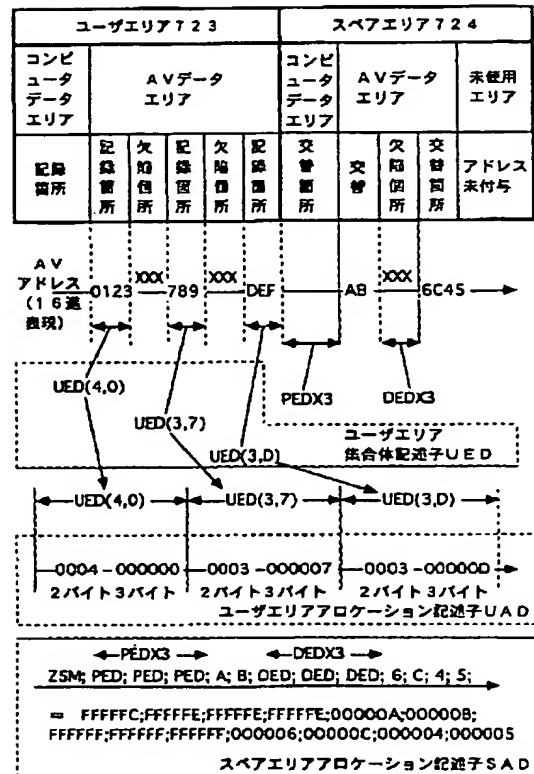 ユーザエリア723
スペアエリア724
コンピュータデータエリア
AVデータエリア
コンピュータデータエリア
AVデータエリア
未使用エリア
記録箇所
記録箇所
欠陥箇所
記録箇所
欠陥箇所
記録箇所
交替箇所
交替
欠陥箇所
交替箇所
アドレス未付与
AVアドレス(16進表現)
0123 XXX 789 XXX DEF AB XXX 6C45
UED(4,0)
PEDX3
DEDX3
UED(3,7)
UED(3,D)
ユーザエリア
集合体記述子UED
UED(4,0) UED(3,7) UED(3,D)
0004-000000 0003-000007 0003-00000D
2バイト3バイト 2バイト3バイト 2バイト3バイト
ユーザエリアアロケーション記述子UAD
PEDX3 DEDX3
ZSM; PED; PED; PED; A; B; DED; DED; DED; 6; C; 4; 5;
= FFFFFC;FFFFFE;FFFFFE;FFFFFE;00000A;00000B;
FFFFFF;FFFFFF;FFFFFF;000006;00000C;000004;000005
スペアエリアアロケーション記述子SAD